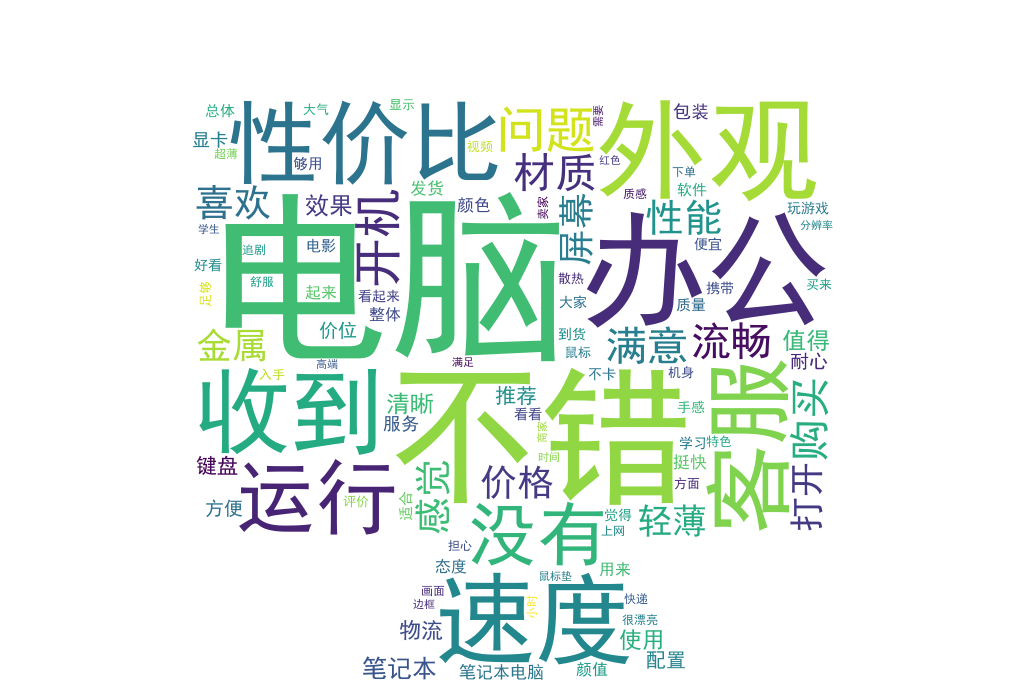 总体
大气
显示
显卡
超薄
性价比
够用
视频
问题
需要
外观
包装
材质
红色
下单
喜欢
效果
开机
发货
颜色
卖家
质感
软件
屏幕
性能
玩游戏
分辨率
学生
追剧
电影
电脑
办公
便宜
好看
舒服
起来
看起来
散热
携带
买来
足够
价位
整体
大家
质量
金属
到货
满意
流畅
值得
鼠标
耐心
高端
入手
满足
不卡
机身
收到
清晰
不错
推荐
看看
手感
客服
购买
服务
商家
学习
特色
键盘
时间
挺快
运行
感觉
价格
方面
打开
方便
评价
适合
没有
觉得
上网
轻薄
担心
态度
鼠标垫
用来
画面
边框
速度
小时
快递
很漂亮
物流
使用
笔记本
笔记本电脑
颜值
配置